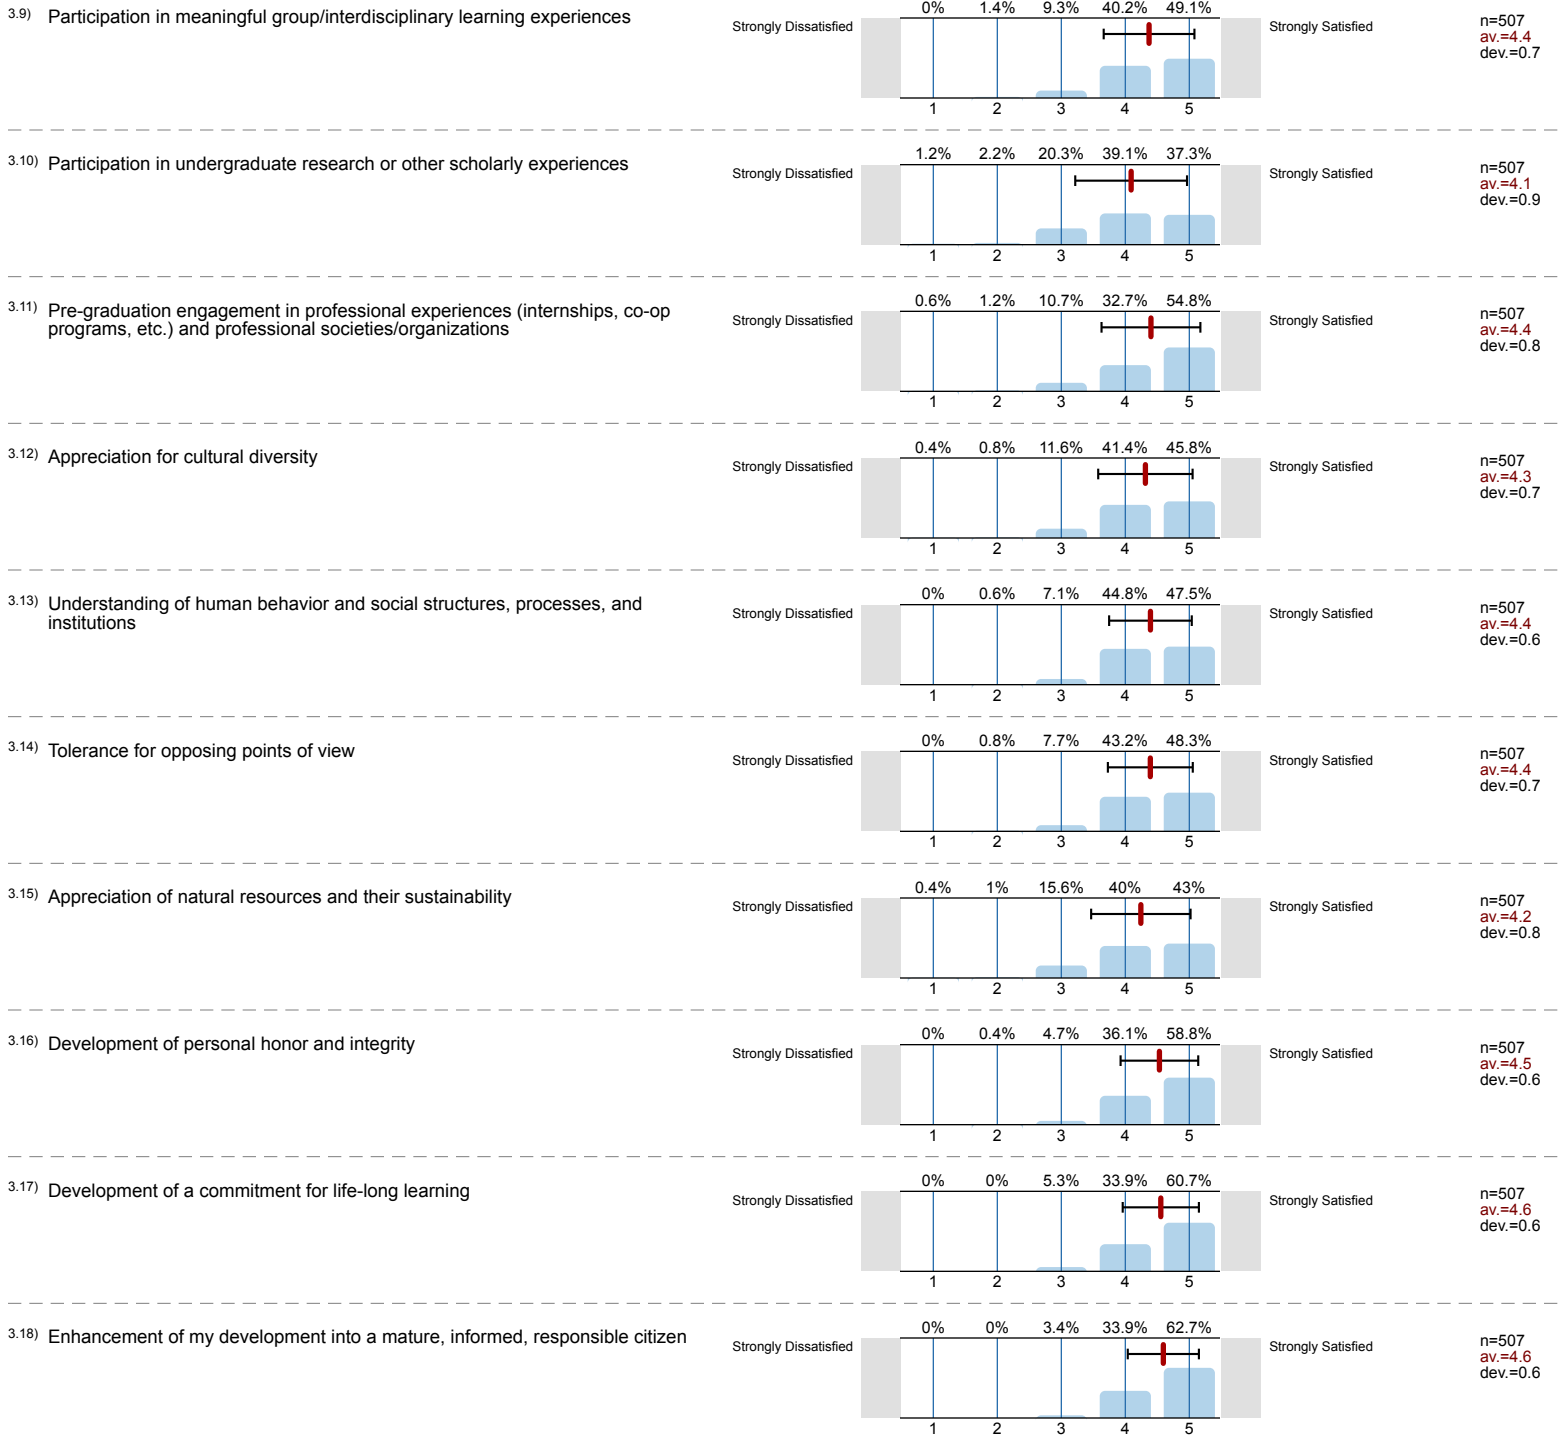 3.9) Participation in meaningful group/interdisciplinary learning experiences
0% 1.4% 9.3% 40.2% 49.1%
Strongly Dissatisfied
Strongly Satisfied
n=507
av.=4.4
dev.=0.7
1 2 3 4 5
3.10) Participation in undergraduate research or other scholarly experiences
1.2% 2.2% 20.3% 39.1% 37.3%
Strongly Dissatisfied
Strongly Satisfied
n=507
av.=4.1
dev.=0.9
1 2 3 4 5
3.11) Pre-graduation engagement in professional experiences (internships, co-op
programs, etc.) and professional societies/organizations
0.6% 1.2% 10.7% 32.7% 54.8%
Strongly Dissatisfied
Strongly Satisfied
n=507
av.=4.4
dev.=0.8
1 2 3 4 5
3.12) Appreciation for cultural diversity
0.4% 0.8% 11.6% 41.4% 45.8%
Strongly Dissatisfied
Strongly Satisfied
n=507
av.=4.3
dev.=0.7
1 2 3 4 5
3.13) Understanding of human behavior and social structures, processes, and
institutions
0% 0.6% 7.1% 44.8% 47.5%
Strongly Dissatisfied
Strongly Satisfied
n=507
av.=4.4
dev.=0.6
1 2 3 4 5
3.14) Tolerance for opposing points of view
0% 0.8% 7.7% 43.2% 48.3%
Strongly Dissatisfied
Strongly Satisfied
n=507
av.=4.4
dev.=0.7
1 2 3 4 5
3.15) Appreciation of natural resources and their sustainability
0.4% 1% 15.6% 40% 43%
Strongly Dissatisfied
Strongly Satisfied
n=507
av.=4.2
dev.=0.8
1 2 3 4 5
3.16) Development of personal honor and integrity
0% 0.4% 4.7% 36.1% 58.8%
Strongly Dissatisfied
Strongly Satisfied
n=507
av.=4.5
dev.=0.6
1 2 3 4 5
3.17) Development of a commitment for life-long learning
0% 0% 5.3% 33.9% 60.7%
Strongly Dissatisfied
Strongly Satisfied
n=507
av.=4.6
dev.=0.6
1 2 3 4 5
3.18) Enhancement of my development into a mature, informed, responsible citizen
0% 0% 3.4% 33.9% 62.7%
Strongly Dissatisfied
Strongly Satisfied
n=507
av.=4.6
dev.=0.6
1 2 3 4 5